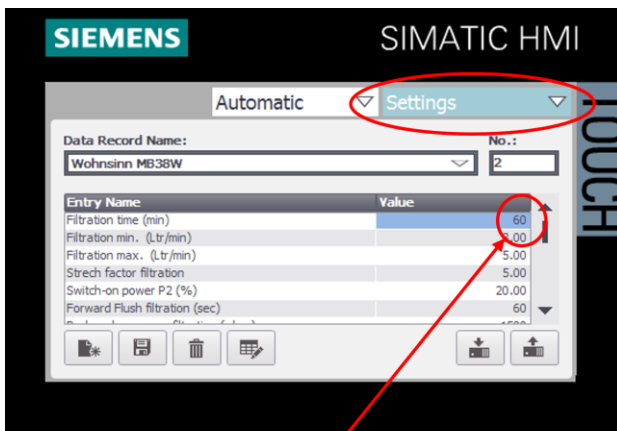 SIEMENS
SIMATIC HMI
TOUCH
Automatic
Settings
Data Record Name:
No.:
Wohnsinn MB38W
2
Entry Name Value
Filtration time (min) 60
Filtration min. (Ltr/min) 3.00
Filtration max. (Ltr/min) 5.00
Strech factor filtration 5.00
Switch-on power P2 (%) 20.00
Forward Flush filtration (sec) 60